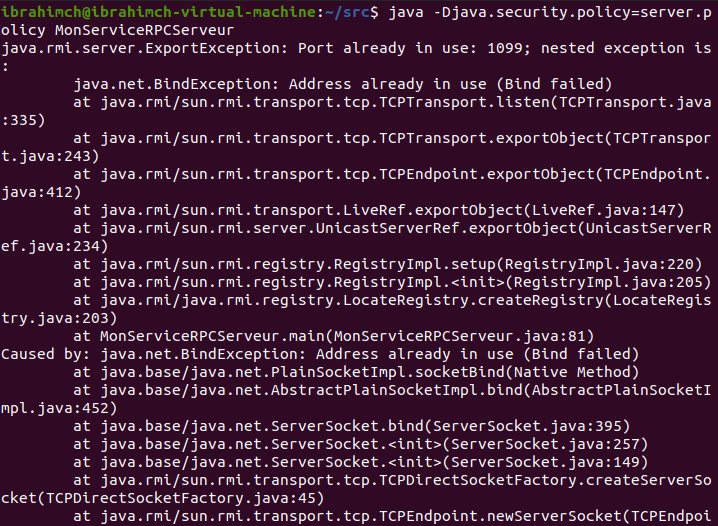 ibrahimch@ibrahimch-virtual-machine:~/src$ java -Djava.security.policy=server.p
olicy MonServiceRPCServeur
java.rmi.server.ExportException: Port already in use: 1099; nested exception is
:
        java.net.BindException: Address already in use (Bind failed)
        at java.rmi/sun.rmi.transport.tcp.TCPTransport.listen(TCPTransport.java
:335)
        at java.rmi/sun.rmi.transport.tcp.TCPTransport.exportObject(TCPTranspor
t.java:243)
        at java.rmi/sun.rmi.transport.tcp.TCPEndpoint.exportObject(TCPEndpoint.
java:412)
        at java.rmi/sun.rmi.transport.LiveRef.exportObject(LiveRef.java:147)
        at java.rmi/sun.rmi.server.UnicastServerRef.exportObject(UnicastServerR
ef.java:234)
        at java.rmi/sun.rmi.registry.RegistryImpl.setup(RegistryImpl.java:220)
        at java.rmi/sun.rmi.registry.RegistryImpl.<init>(RegistryImpl.java:205)
        at java.rmi/java.rmi.registry.LocateRegistry.createRegistry(LocateRegis
try.java:203)
        at MonServiceRPCServeur.main(MonServiceRPCServeur.java:81)
Caused by: java.net.BindException: Address already in use (Bind failed)
        at java.base/java.net.PlainSocketImpl.socketBind(Native Method)
        at java.base/java.net.AbstractPlainSocketImpl.bind(AbstractPlainSocketI
mpl.java:452)
        at java.base/java.net.ServerSocket.bind(ServerSocket.java:395)
        at java.base/java.net.ServerSocket.<init>(ServerSocket.java:257)
        at java.base/java.net.ServerSocket.<init>(ServerSocket.java:149)
        at java.rmi/sun.rmi.transport.tcp.TCPDirectSocketFactory.createServerSo
cket(TCPDirectSocketFactory.java:45)
        at java.rmi/sun.rmi.transport.tcp.TCPEndpoint.newServerSocket(TCPEndpoi